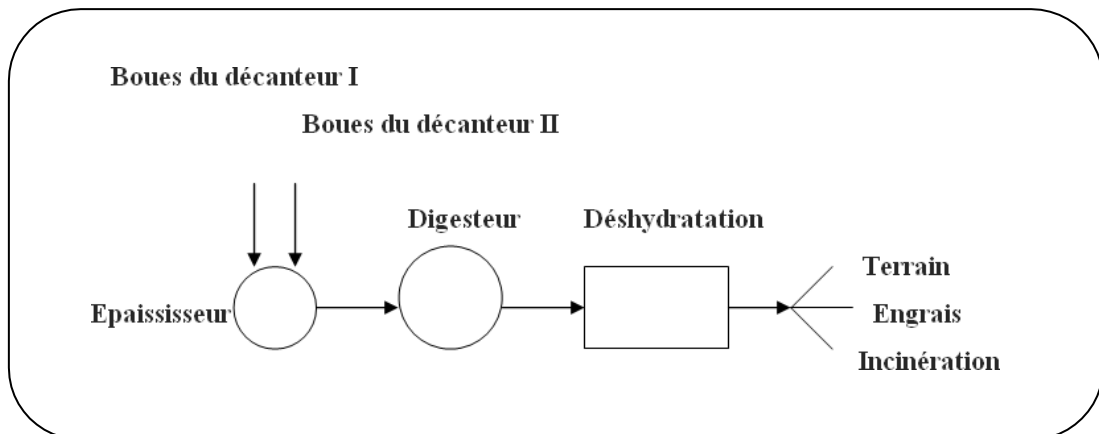 Boues du décanteur I
Boues du décanteur II
Digesteur
Déshydratation
Epaississeur
Terrain
Engrais
Incinération